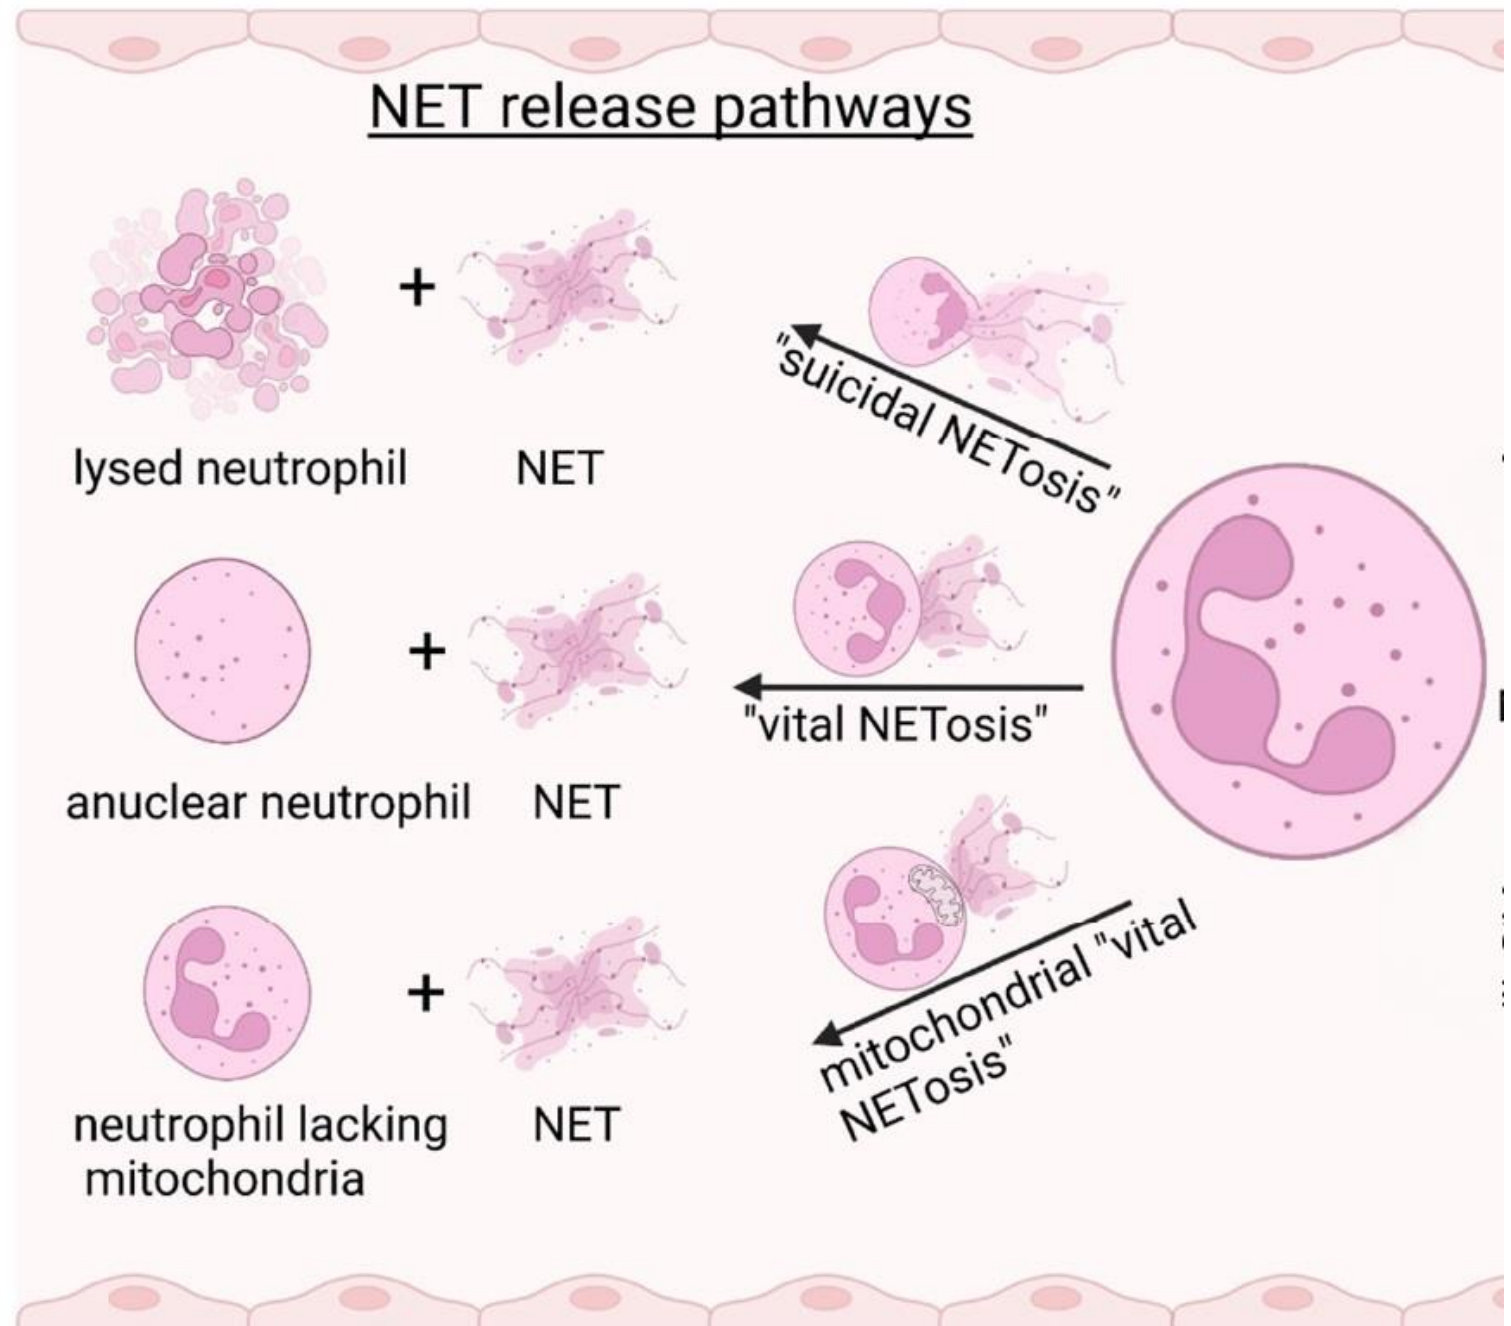 NET release pathways
lysed neutrophil
NET
"suicidal NETosis"
anuclear neutrophil
NET
"vital NETosis"
neutrophil lacking
mitochondria
NET
mitochondrial "vital
NETosis"